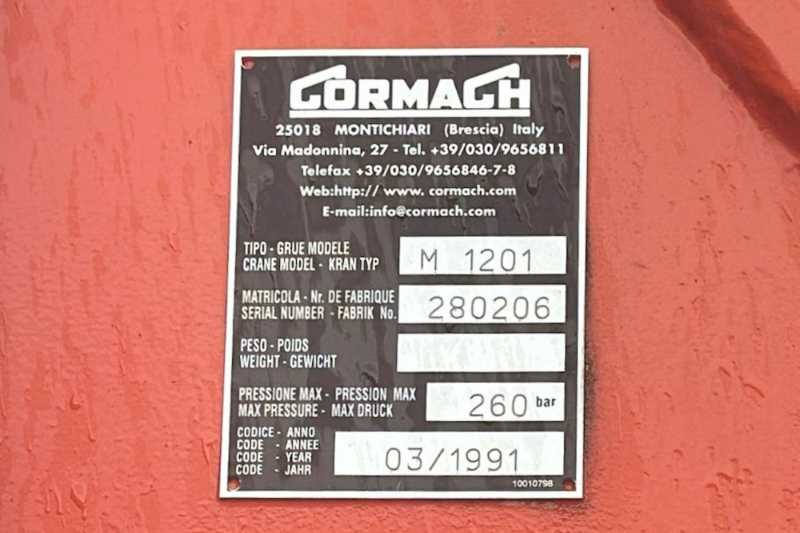 CORMACH
25018 MONTICHIARI (Brescia) Italy
Via Madonnina, 27 - Tel. +39/030/9656811
Telefax +39/030/9656846-7-8
Web:http// www. cormach.com
E-mail:info@cormach.com
TIPO - GRUE MODELE
CRANE MODEL - KRAN TYP
M 1201
MATRICOLA - Nr. DE FABRIQUE
SERIAL NUMBER - FABRIK No.
280206
PESO - POIDS
WEIGHT - GEWICHT
PRESSIONE MAX - PRESSION MAX
MAX PRESSURE - MAX DRUCK
260 bar
CODICE - ANNO
CODE - ANNEE
CODE - YEAR
CODE - JAHR
03/1991
10010798